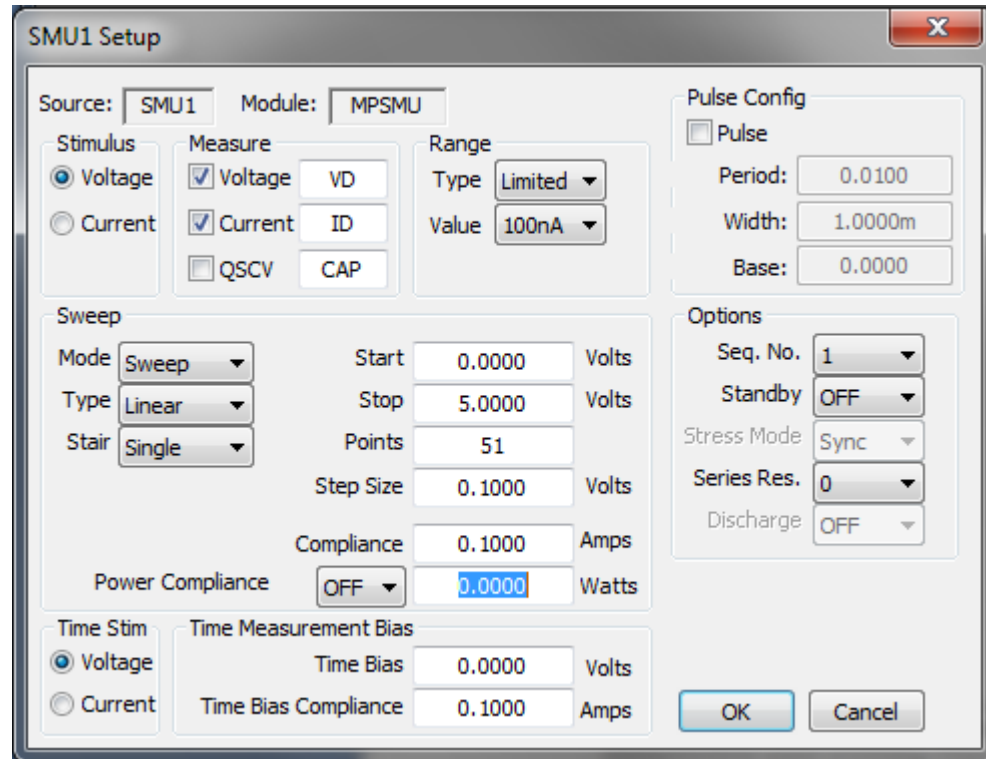 SMU1 Setup
Source: SMU1 Module: MPSMU
Stimulus
Voltage
Current
Measure
Voltage VD
Current ID
QSCV CAP
Range
Type Limited
Value 100nA
Pulse Config
Pulse
Period: 0.0100
Width: 1.0000m
Base: 0.0000
Sweep
Mode Sweep
Type Linear
Stair Single
Start 0.0000 Volts
Stop 5.0000 Volts
Points 51
Step Size 0.1000 Volts
Compliance 0.1000 Amps
Power Compliance OFF 0.0000 Watts
Options
Seq. No. 1
Standby OFF
Stress Mode Sync
Series Res. 0
Discharge OFF
Time Stim
Voltage
Current
Time Measurement Bias
Time Bias 0.0000 Volts
Time Bias Compliance 0.1000 Amps
OK Cancel